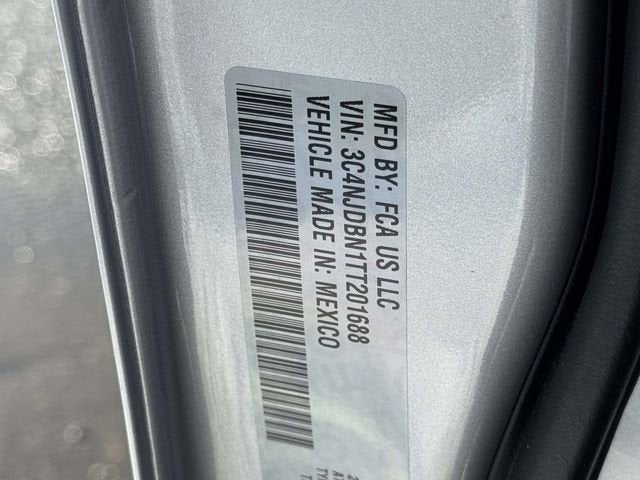 MFD BY: FCA US LLC
VIN: 3C4NJDBN1TT201688
VEHICLE MADE IN: MEXICO